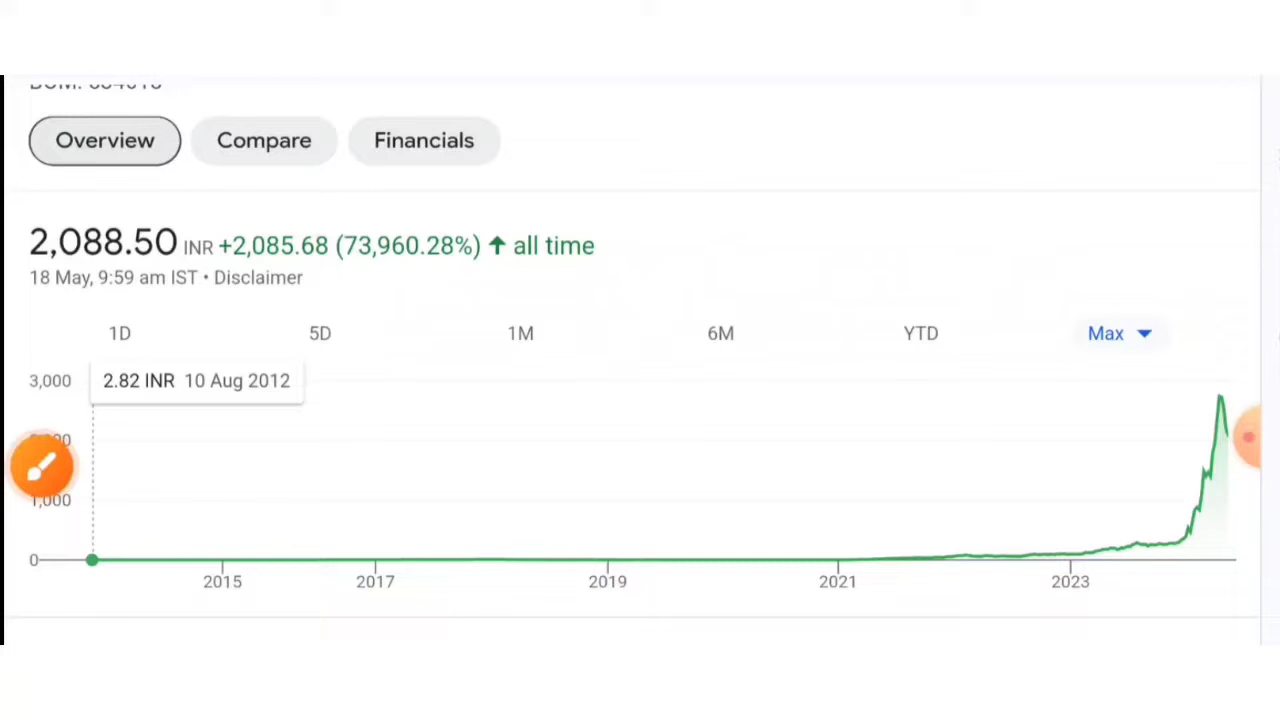 Overview Compare Financials
2,088.50 INR +2,085.68 (73,960.28%) ↑ all time
18 May, 9:59 am IST • Disclaimer
1D 5D 1M 6M YTD Max
3,000
2.82 INR 10 Aug 2012
1,000
0
2015 2017 2019 2021 2023